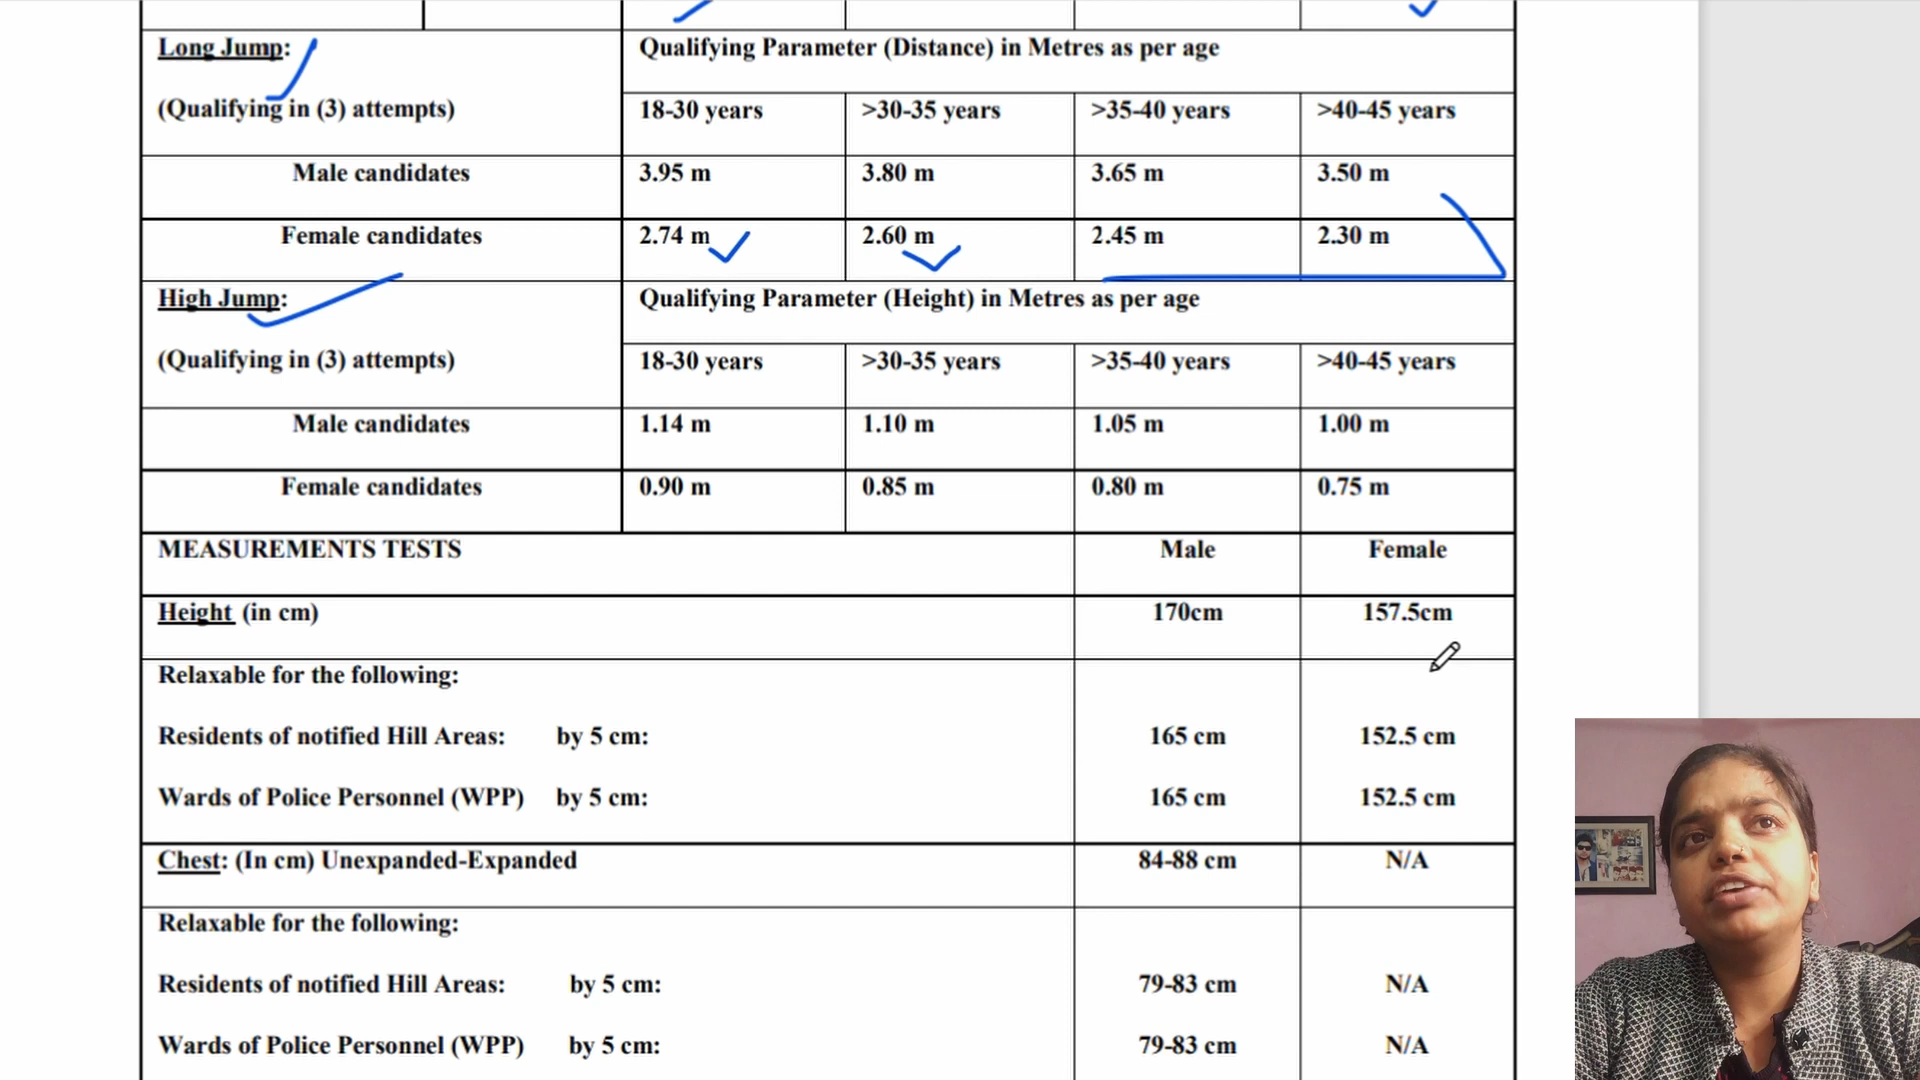 Long Jump:
Qualifying Parameter (Distance) in Metres as per age
(Qualifying in (3) attempts)
18-30 years >30-35 years >35-40 years >40-45 years
Male candidates 3.95 m 3.80 m 3.65 m 3.50 m
Female candidates 2.74 m 2.60 m 2.45 m 2.30 m
High Jump:
Qualifying Parameter (Height) in Metres as per age
(Qualifying in (3) attempts)
18-30 years >30-35 years >35-40 years >40-45 years
Male candidates 1.14 m 1.10 m 1.05 m 1.00 m
Female candidates 0.90 m 0.85 m 0.80 m 0.75 m
MEASUREMENTS TESTS Male Female
Height (in cm) 170cm 157.5cm
Relaxable for the following:
Residents of notified Hill Areas: by 5 cm: 165 cm 152.5 cm
Wards of Police Personnel (WPP) by 5 cm: 165 cm 152.5 cm
Chest: (In cm) Unexpanded-Expanded 84-88 cm N/A
Relaxable for the following:
Residents of notified Hill Areas: by 5 cm: 79-83 cm N/A
Wards of Police Personnel (WPP) by 5 cm: 79-83 cm N/A